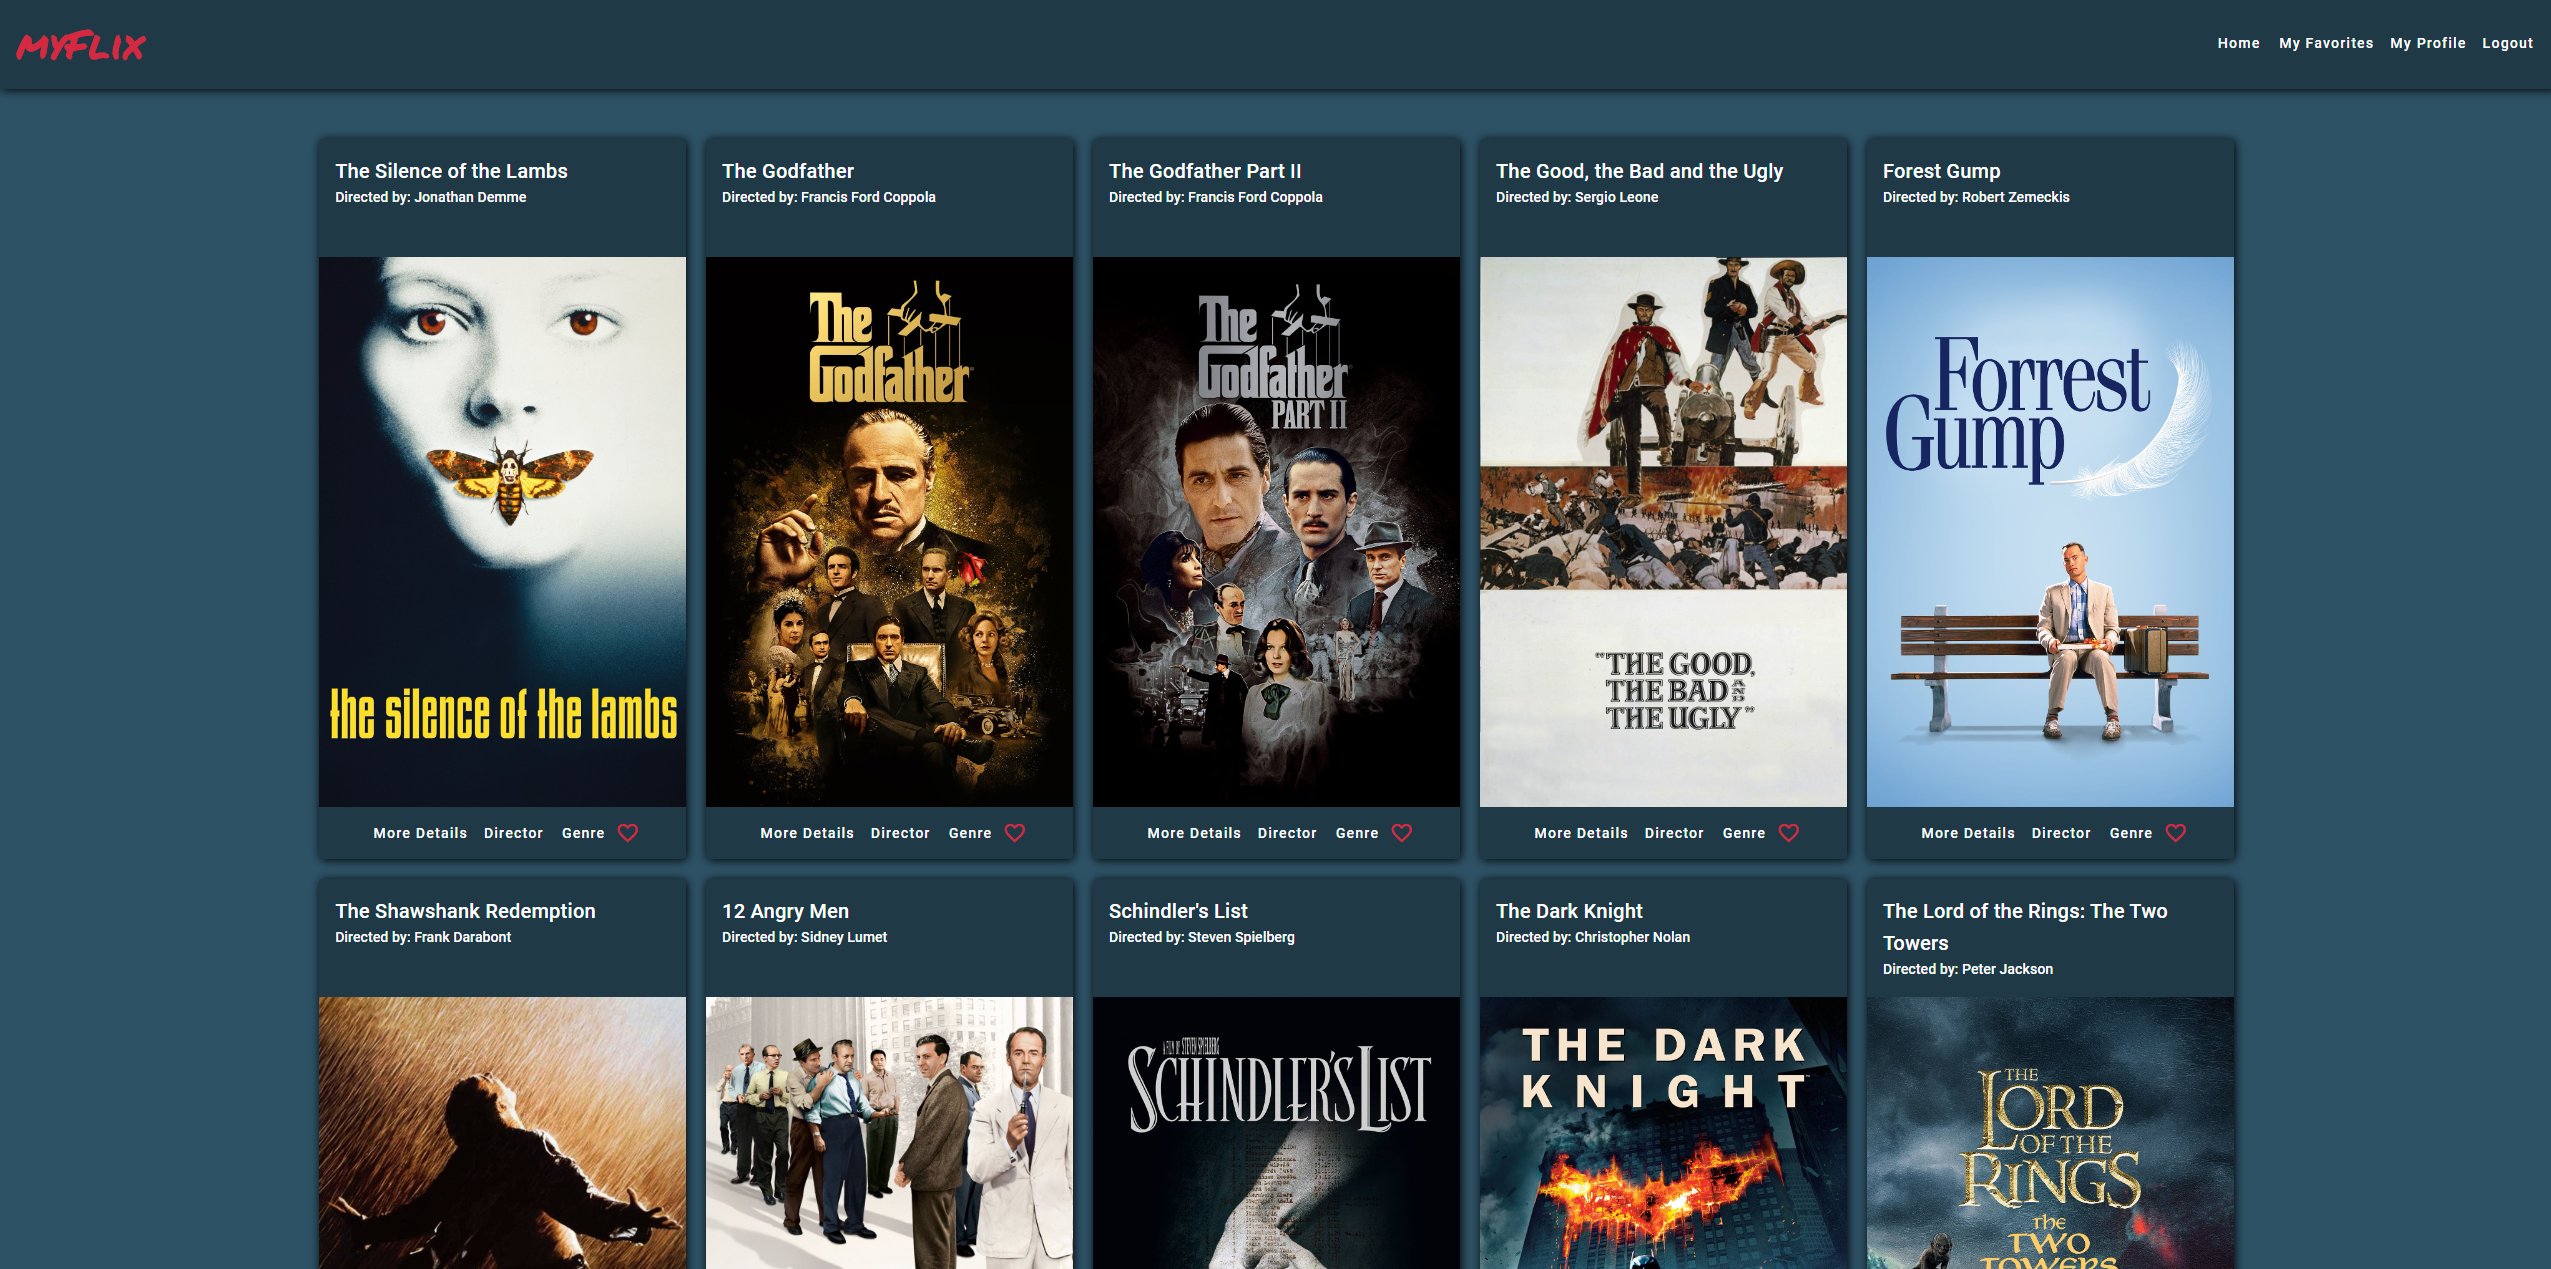 MYFLIX
Home My Favorites My Profile Logout
The Silence of the Lambs
Directed by: Jonathan Demme
the silence of the lambs
More Details Director Genre
The Godfather
Directed by: Francis Ford Coppola
The
Godfather
More Details Director Genre
The Godfather Part II
Directed by: Francis Ford Coppola
The
Godfather
PART II
More Details Director Genre
The Good, the Bad and the Ugly
Directed by: Sergio Leone
"THE GOOD,
THE BAD AND
THE UGLY"
More Details Director Genre
Forest Gump
Directed by: Robert Zemeckis
Forrest
Gump
More Details Director Genre
The Shawshank Redemption
Directed by: Frank Darabont
12 Angry Men
Directed by: Sidney Lumet
Schindler's List
Directed by: Steven Spielberg
A FILM BY STEVEN SPIELBERG
SCHINDLER'S LIST
The Dark Knight
Directed by: Christopher Nolan
THE DARK
KNIGHT
The Lord of the Rings: The Two
Towers
Directed by: Peter Jackson
THE
LORD
OF THE
RINGS
THE
TWO
TOWERS